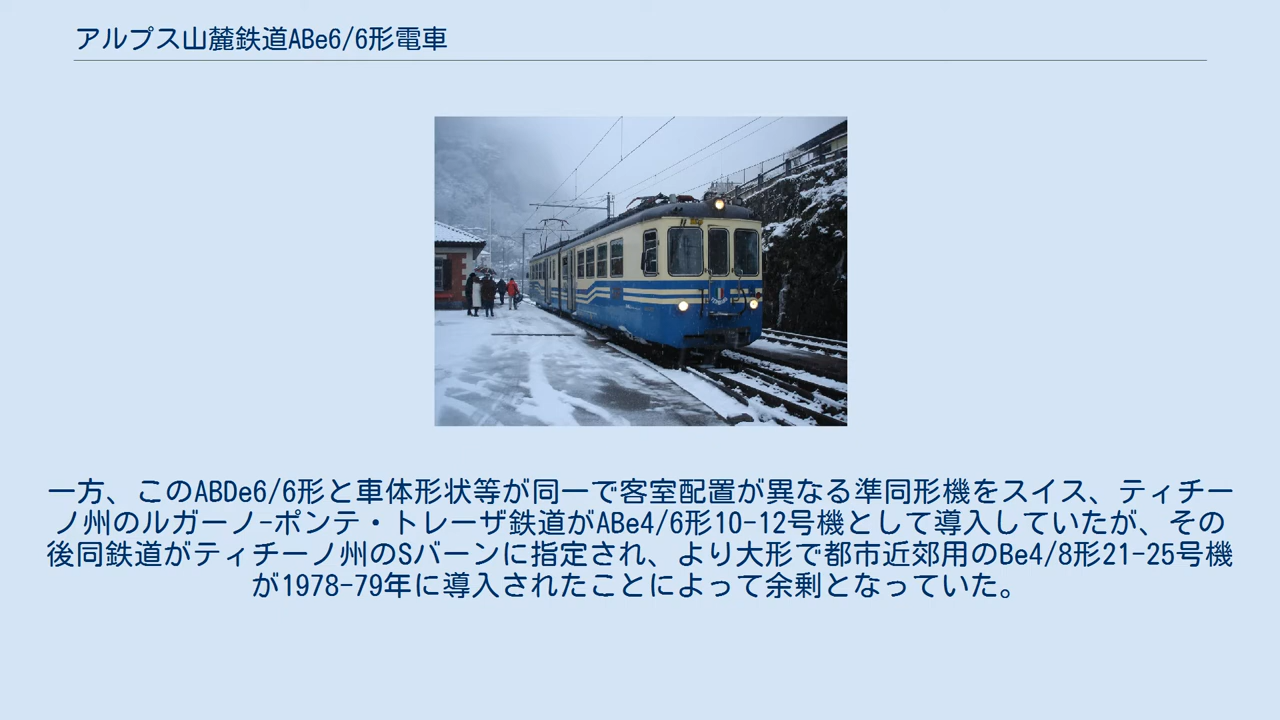 アルプス山麓鉄道ABe6/6形電車
一方、このABDe6/6形と車体形状等が同一で客室配置が異なる準同形機をスイス、ティチー
ノ州のルガーノ-ポンテ・トレーザ鉄道がABe4/6形10-12号機として導入していたが、その
後同鉄道がティチーノ州のSバーンに指定され、より大形で都市近郊用のBe4/8形21-25号機
が1978-79年に導入されたことによって余剰となっていた。